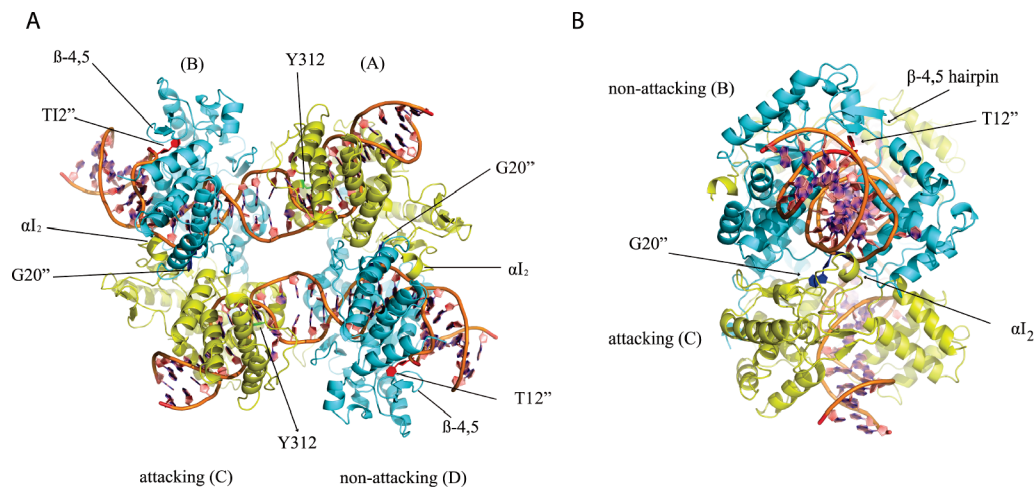 A
ß-4,5
(B)
Y312
(A)
TI2”
G20”
αI₂
G20”
αI₂
T12”
ß-4,5
Y312
attacking (C)
non-attacking (D)
B
non-attacking (B)
β-4,5 hairpin
T12”
G20”
attacking (C)
αI₂